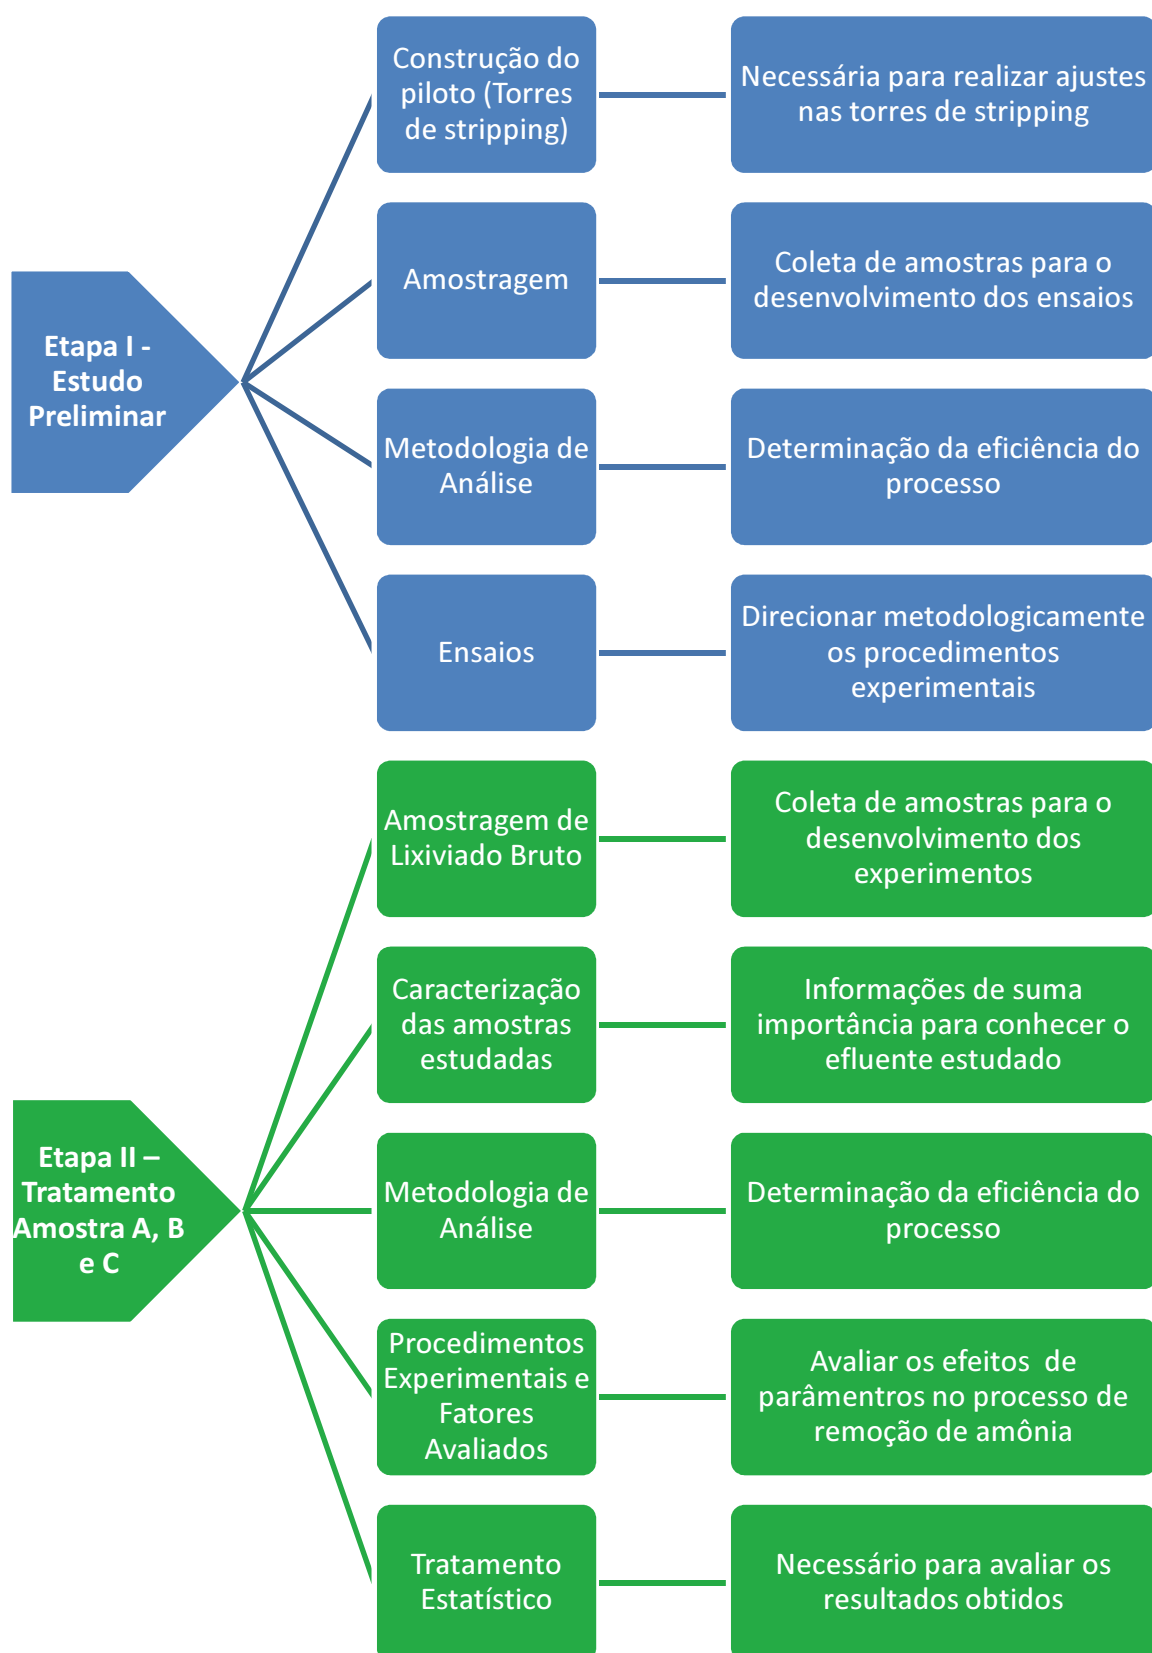 Etapa I -
Estudo
Preliminar
Construção do
piloto (Torres
de stripping)
Necessária para realizar ajustes
nas torres de stripping
Amostragem
Coleta de amostras para o
desenvolvimento dos ensaios
Metodologia de
Análise
Determinação da eficiência do
processo
Ensaios
Direcionar metodologicamente
os procedimentos
experimentais
Etapa II –
Tratamento
Amostra A, B
e C
Amostragem de
Lixiviado Bruto
Coleta de amostras para o
desenvolvimento dos
experimentos
Caracterização
das amostras
estudadas
Informações de suma
importância para conhecer o
efluente estudado
Metodologia de
Análise
Determinação da eficiência do
processo
Procedimentos
Experimentais e
Fatores
Avaliados
Avaliar os efeitos  de
parâmentros no processo de
remoção de amônia
Tratamento
Estatístico
Necessário para avaliar os
resultados obtidos